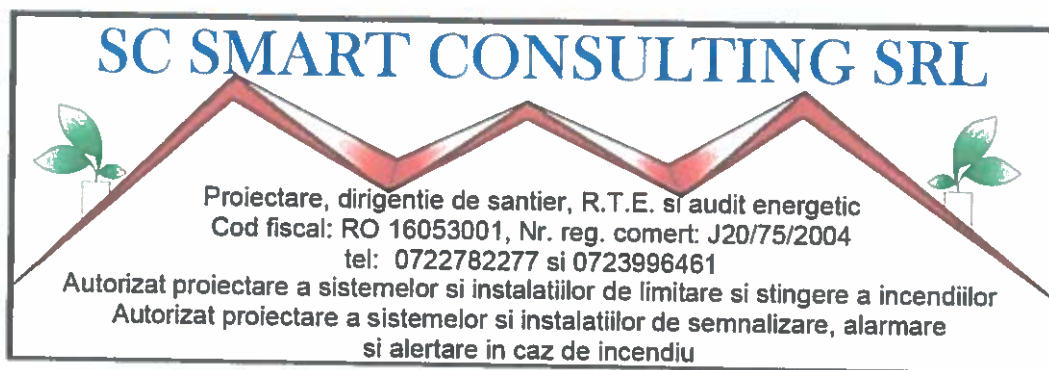 SC SMART CONSULTING SRL
Proiectare, dirigentie de santier, R.T.E. si audit energetic
Cod fiscal: RO 16053001, Nr. reg. comert: J20/75/2004
tel: 0722782277 si 0723996461
Autorizat proiectare a sistemelor si instalatiilor de limitare si stingere a incendiilor
Autorizat proiectare a sistemelor si instalatiilor de semnalizare, alarmare
si alertare in caz de incendiu